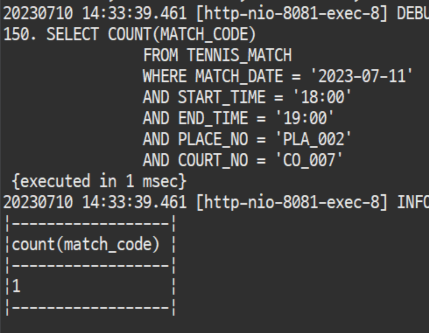 20230710 14:33:39.461 [http-nio-8081-exec-8] DEBU
150. SELECT COUNT(MATCH_CODE)
FROM TENNIS_MATCH
WHERE MATCH_DATE = '2023-07-11'
AND START_TIME = '18:00'
AND END_TIME = '19:00'
AND PLACE_NO = 'PLA_002'
AND COURT_NO = 'CO_007'
{executed in 1 msec}
20230710 14:33:39.461 [http-nio-8081-exec-8] INFO
|------------------|
|count(match_code) |
|------------------|
|1                 |
|------------------|